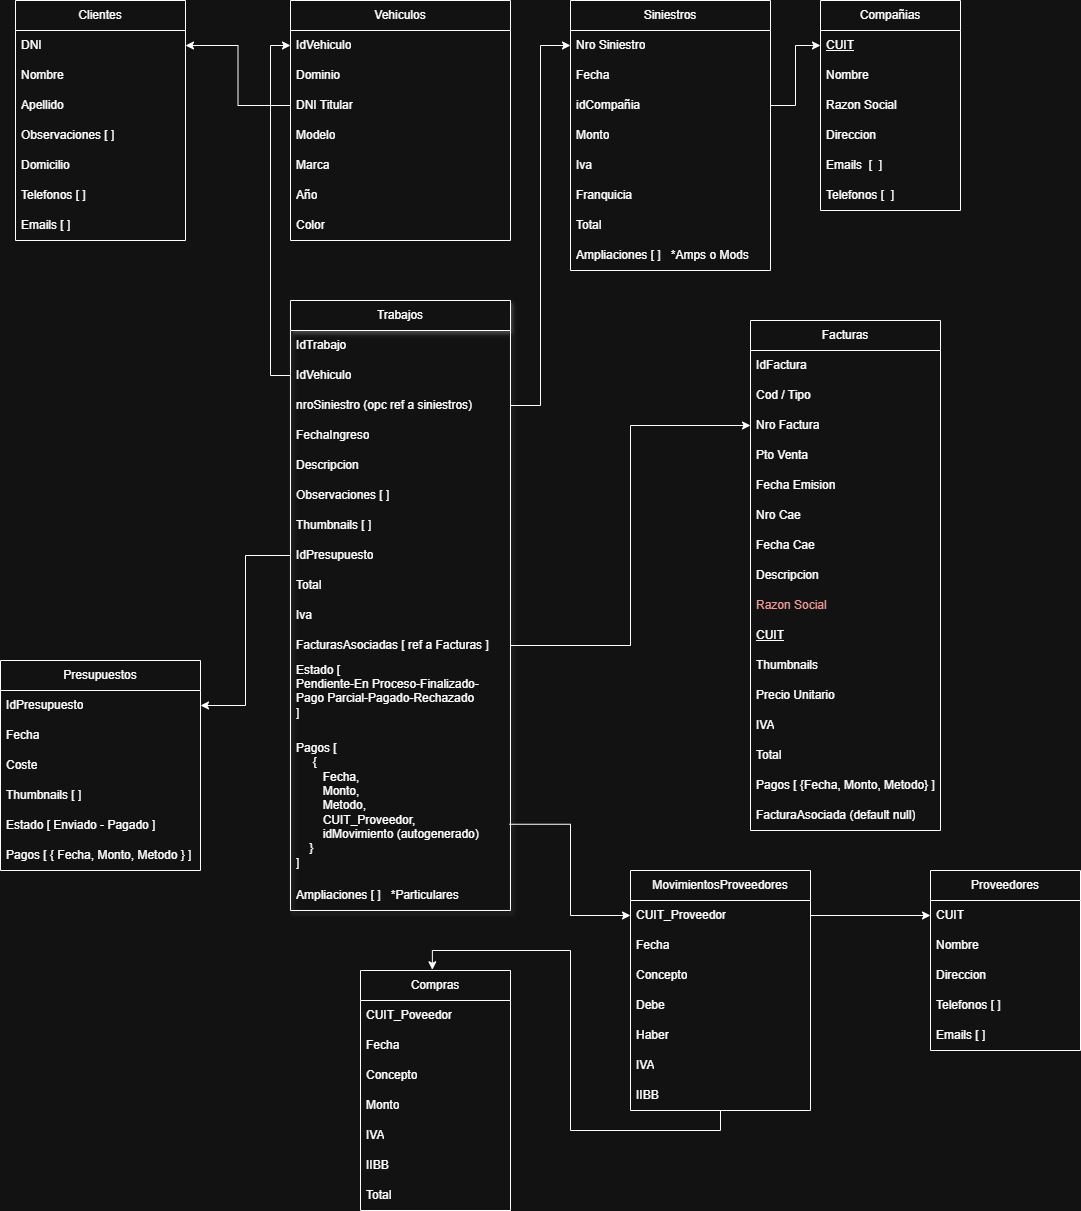 Clientes
DNI
Nombre
Apellido
Observaciones [ ]
Domicilio
Telefonos [ ]
Emails [ ]
Vehiculos
IdVehiculo
Dominio
DNI Titular
Modelo
Marca
Año
Color
Siniestros
Nro Siniestro
Fecha
idCompañia
Monto
Iva
Franquicia
Total
Ampliaciones [ ] *Amps o Mods
Compañias
CUIT
Nombre
Razon Social
Direccion
Emails [ ]
Telefonos [ ]
Trabajos
IdTrabajo
IdVehiculo
nroSiniestro (opc ref a siniestros)
FechaIngreso
Descripcion
Observaciones [ ]
Thumbnails [ ]
IdPresupuesto
Total
Iva
FacturasAsociadas [ ref a Facturas ]
Estado [
Pendiente-En Proceso-Finalizado-
Pago Parcial-Pagado-Rechazado
]
Pagos [
{
Fecha,
Monto,
Metodo,
CUIT_Proveedor,
idMovimiento (autogenerado)
}
]
Ampliaciones [ ] *Particulares
Facturas
IdFactura
Cod / Tipo
Nro Factura
Pto Venta
Fecha Emision
Nro Cae
Fecha Cae
Descripcion
Razon Social
CUIT
Thumbnails
Precio Unitario
IVA
Total
Pagos [ {Fecha, Monto, Metodo} ]
FacturaAsociada (default null)
Presupuestos
IdPresupuesto
Fecha
Coste
Thumbnails [ ]
Estado [ Enviado - Pagado ]
Pagos [ { Fecha, Monto, Metodo } ]
MovimientosProveedores
CUIT_Proveedor
Fecha
Concepto
Debe
Haber
IVA
IIBB
Proveedores
CUIT
Nombre
Direccion
Telefonos [ ]
Emails [ ]
Compras
CUIT_Poveedor
Fecha
Concepto
Monto
IVA
IIBB
Total